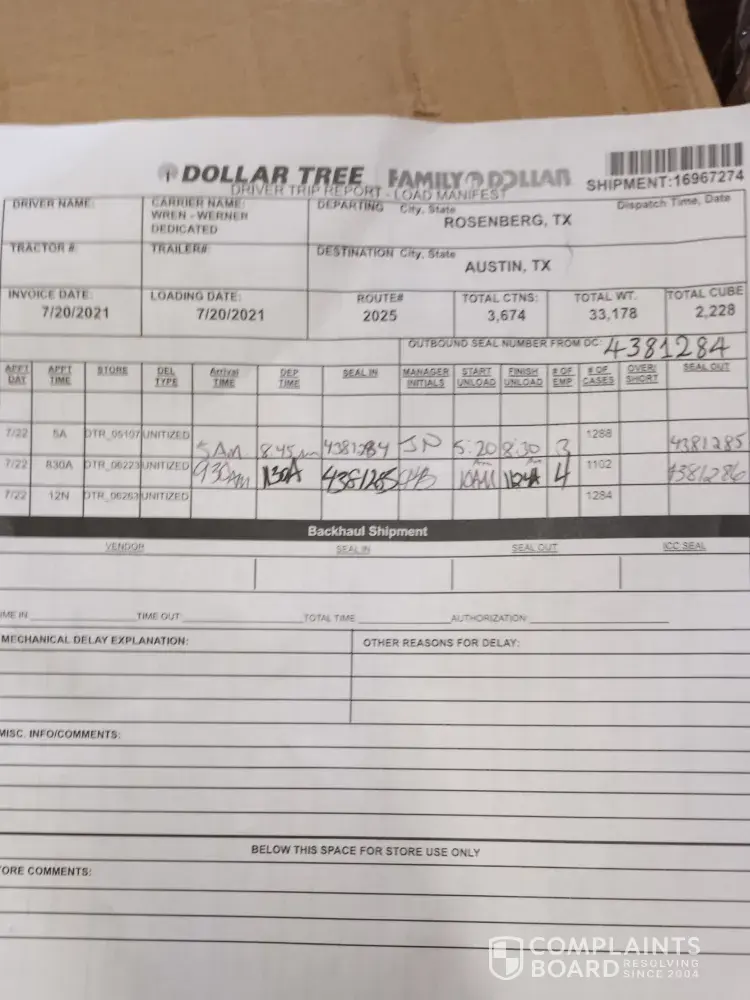 DOLLAR TREE FAMILY DOLLAR
DRIVER TRIP REPORT - LOAD MANIFEST
SHIPMENT:16967274
DRIVER NAME: CARRIER NAME: DEPARTING City, State Dispatch Time, Date
WREN - WERNER DEDICATED ROSENBERG, TX
TRACTOR #: TRAILER#: DESTINATION City, State
AUSTIN, TX
INVOICE DATE: LOADING DATE: ROUTE# TOTAL CTNS: TOTAL WT. TOTAL CUBE
7/20/2021 7/20/2021 2025 3,674 33,178 2,228
OUTBOUND SEAL NUMBER FROM DC: 4381284
APPT DAY APPT TIME STORE DEL TYPE Arrival TIME DEP TIME SEAL IN MANAGER INITIALS START UNLOAD FINISH UNLOAD # OF EMP # OF CASES OVER/ SHORT SEAL OUT
7/22 5A DTR_05107 UNITIZED 5 AM 8:45 4381284 JN 5:20 8:30 3 1288 4381285
7/22 830A DTR_06223 UNITIZED 930AM 4381285 10AM 4 1102 4381286
7/22 12N DTR_06263 UNITIZED 1284
Backhaul Shipment
VENDOR SEAL IN SEAL OUT ICC SEAL
TIME OUT: TOTAL TIME AUTHORIZATION:
MECHANICAL DELAY EXPLANATION: OTHER REASONS FOR DELAY:
MISC. INFO/COMMENTS:
BELOW THIS SPACE FOR STORE USE ONLY
ORE COMMENTS:
COMPLAINTS
BOARD RESOLVING SINCE 2004